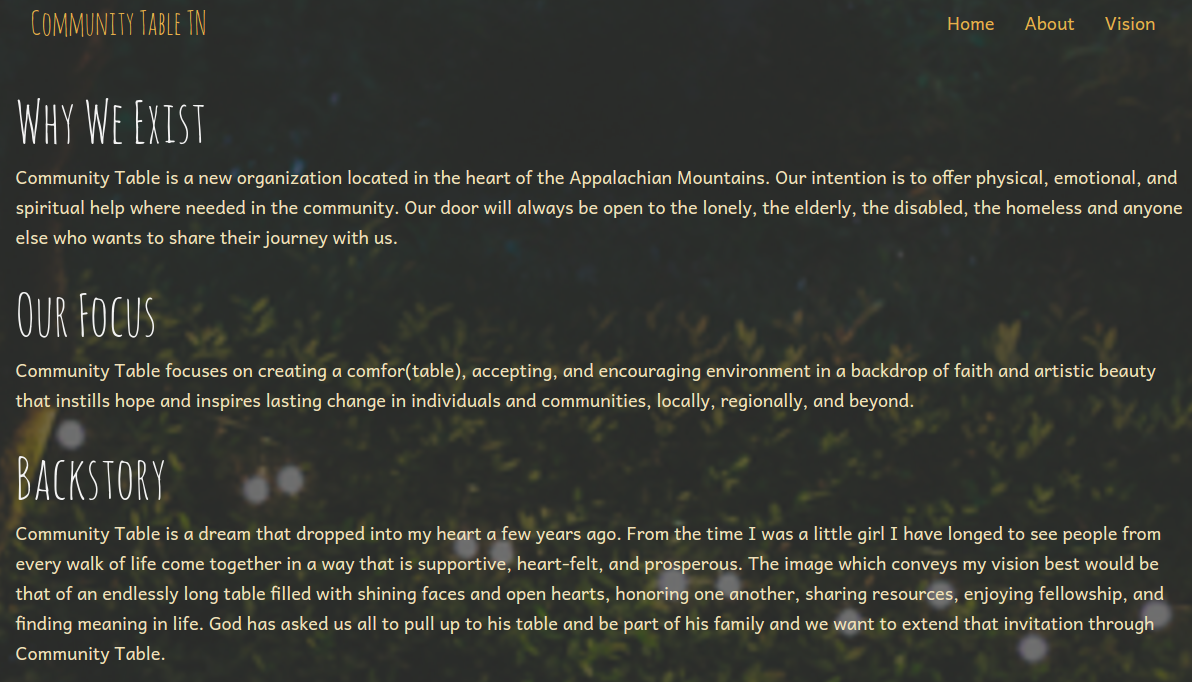 Community Table TN
Home About Vision
Why We Exist
Community Table is a new organization located in the heart of the Appalachian Mountains. Our intention is to offer physical, emotional, and
spiritual help where needed in the community. Our door will always be open to the lonely, the elderly, the disabled, the homeless and anyone
else who wants to share their journey with us.
Our Focus
Community Table focuses on creating a comfor(table), accepting, and encouraging environment in a backdrop of faith and artistic beauty
that instills hope and inspires lasting change in individuals and communities, locally, regionally, and beyond.
Backstory
Community Table is a dream that dropped into my heart a few years ago. From the time I was a little girl I have longed to see people from
every walk of life come together in a way that is supportive, heart-felt, and prosperous. The image which conveys my vision best would be
that of an endlessly long table filled with shining faces and open hearts, honoring one another, sharing resources, enjoying fellowship, and
finding meaning in life. God has asked us all to pull up to his table and be part of his family and we want to extend that invitation through
Community Table.